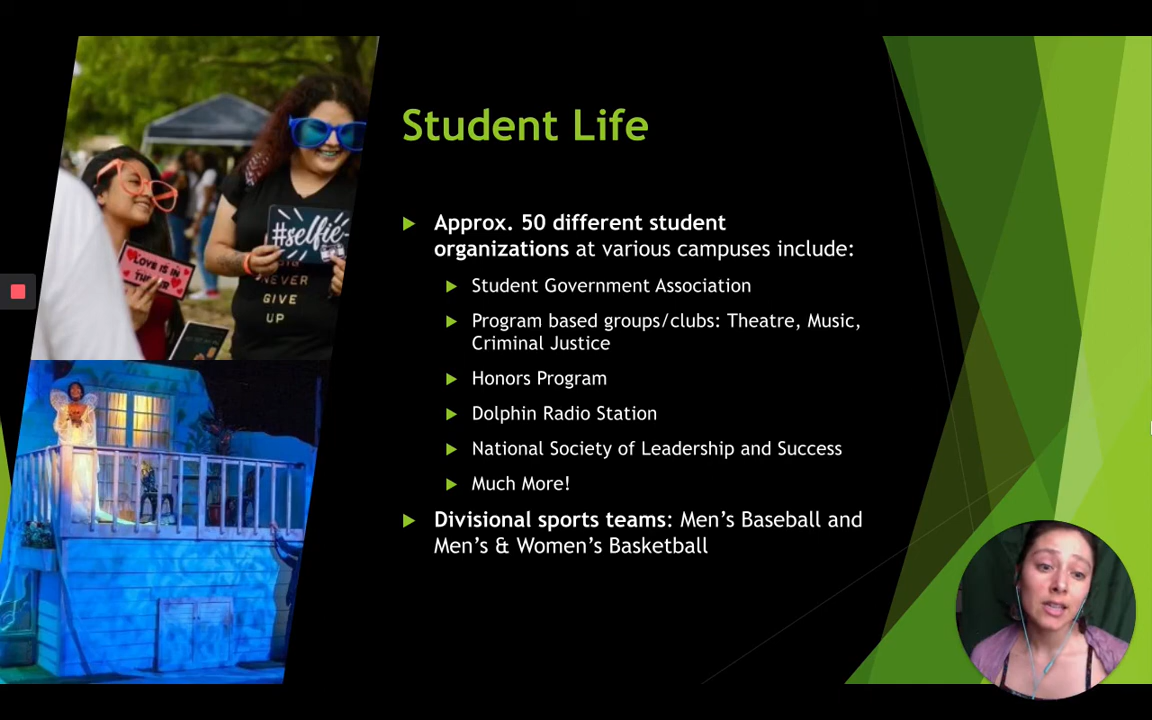 Student Life
Approx. 50 different student
organizations at various campuses include:
Student Government Association
Program based groups/clubs: Theatre, Music,
Criminal Justice
Honors Program
Dolphin Radio Station
National Society of Leadership and Success
Much More!
Divisional sports teams: Men’s Baseball and
Men’s & Women’s Basketball
#selfie
LOVE IS IN
NEVER
GIVE
UP